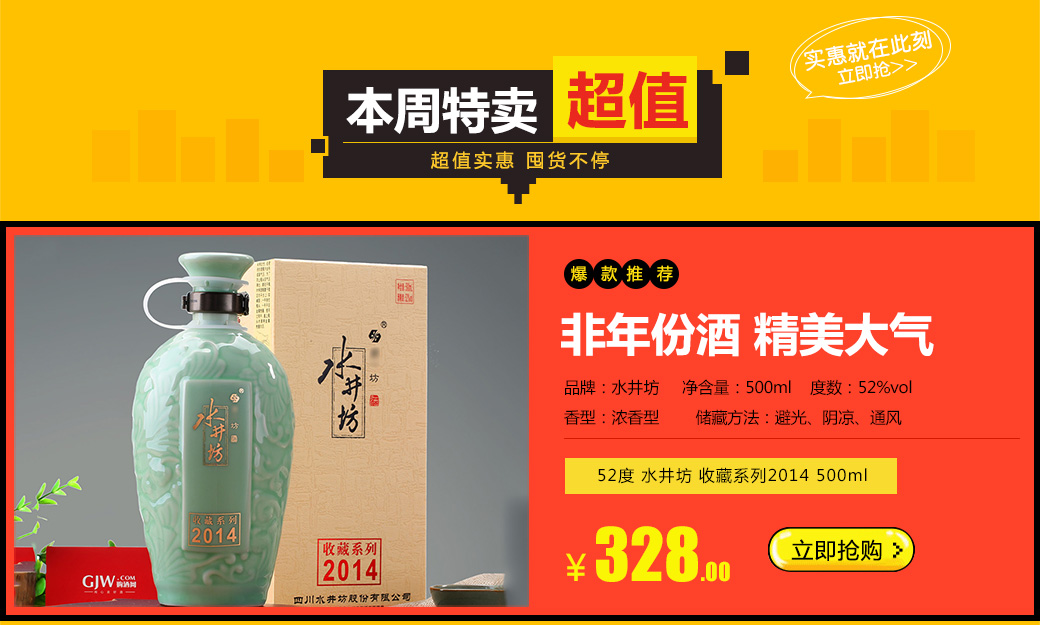 实惠就在此刻
立即抢>>
本周特卖 超值
超值实惠 囤货不停
爆款推荐
非年份酒 精美大气
品牌：水井坊 净含量：500ml 度数：52%vol
香型：浓香型 储藏方法：避光、阴凉、通风
52度 水井坊 收藏系列2014 500ml
¥328.00
立即抢购
水井坊
坊
收藏系列
2014
四川水井坊股份有限公司
水井坊
坊
收藏系列
2014
GJW.COM
购酒网